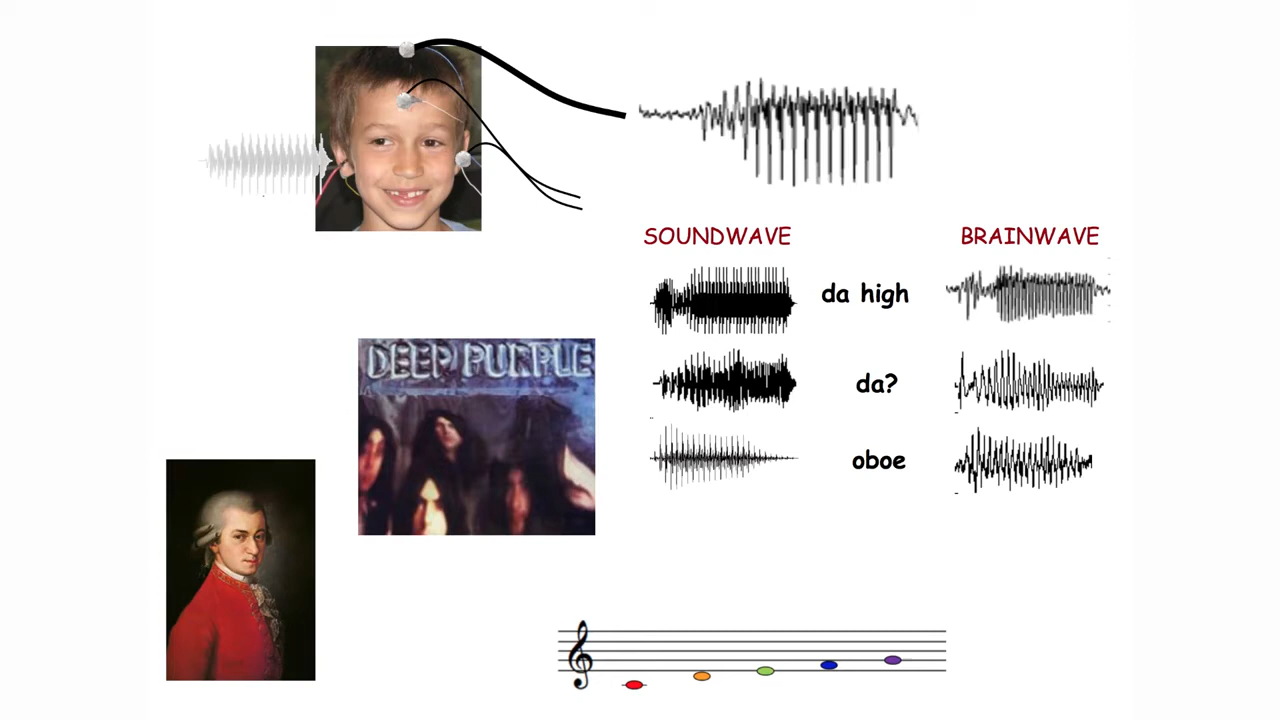 SOUNDWAVE
BRAINWAVE
da high
da?
oboe
DEEP PURPLE